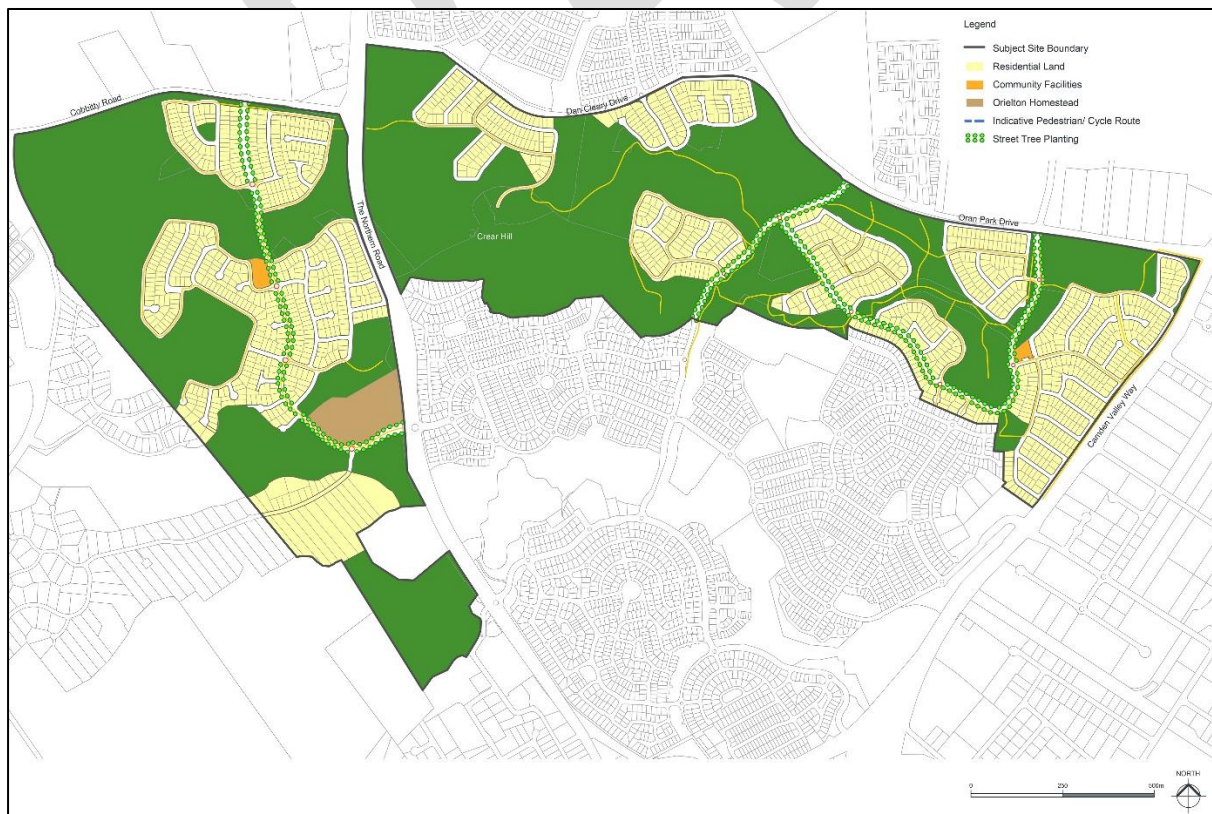 Legend
Subject Site Boundary
Residential Land
Community Facilities
Orielton Homestead
Indicative Pedestrian/ Cycle Route
Street Tree Planting
Cobbitty Road
Dan Cleary Drive
The Northern Road
Crear Hill
Oran Park Drive
Camden Valley Way
0 250 500m
NORTH